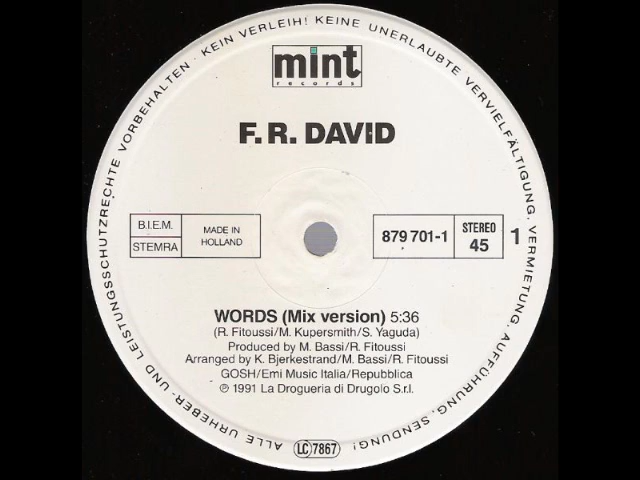 mint
records
F. R. DAVID
B.I.E.M.
STEMRA
MADE IN
HOLLAND
879 701-1
STEREO
45
1
WORDS (Mix version) 5:36
(R. Fitoussi/M. Kupersmith/S. Yaguda)
Produced by M. Bassi/R. Fitoussi
Arranged by K. Bjerkestrand/M. Bassi/R. Fitoussi
GOSH/Emi Music Italia/Repubblica
℗ 1991 La Drogueria di Drugolo S.r.l.
LC 7867
ALLE URHEBER- UND LEISTUNGSSCHUTZRECHTE VORBEHALTEN · KEIN VERLEIH! KEINE UNERLAUBTE VERVIELFÄLTIGUNG, VERMIETUNG, AUFFÜHRUNG, SENDUNG!